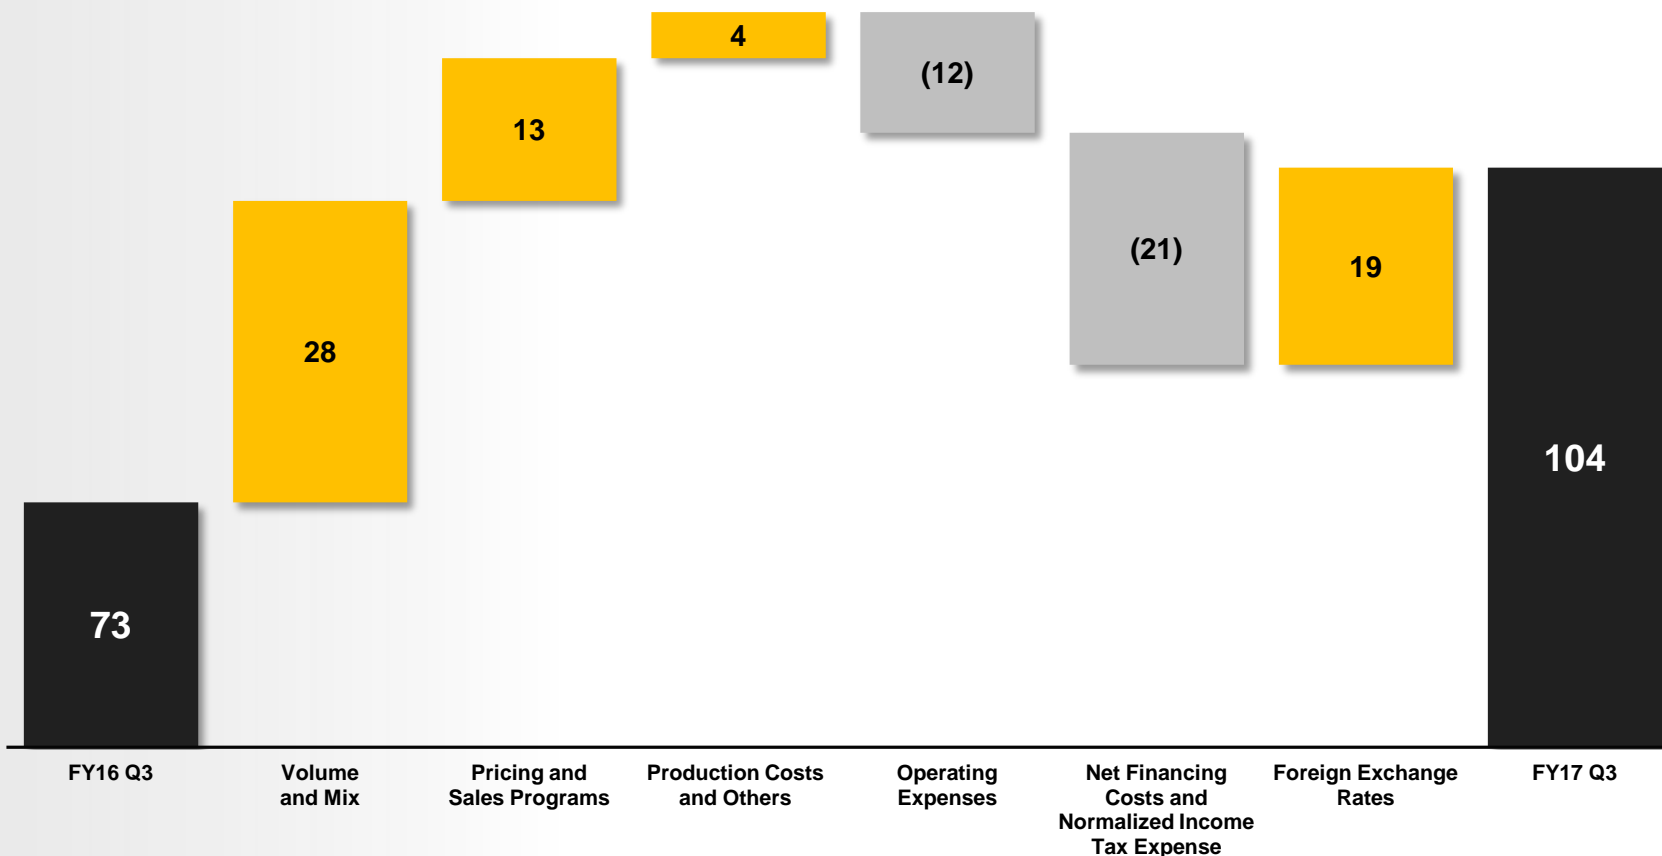 4
(12)
13
(21)
19
28
104
73
FY16 Q3
Volume
and Mix
Pricing and
Sales Programs
Production Costs
and Others
Operating
Expenses
Net Financing
Costs and
Normalized Income
Tax Expense
Foreign Exchange
Rates
FY17 Q3